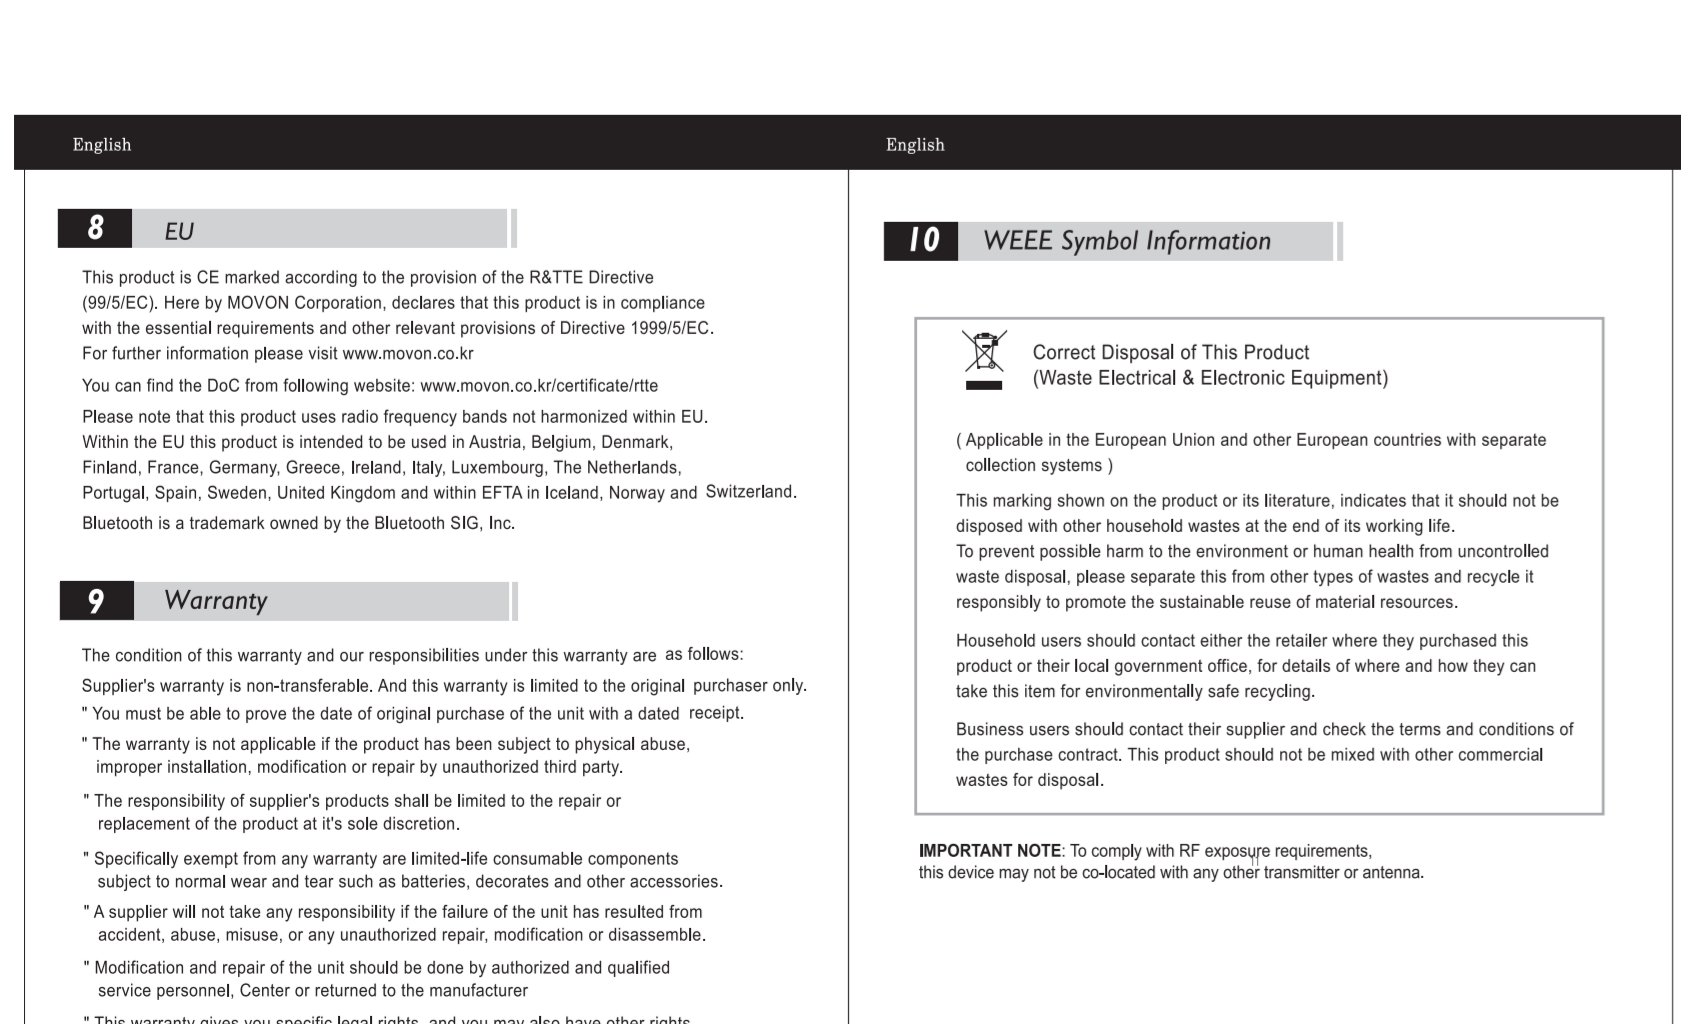 English
8 EU
This product is CE marked according to the provision of the R&TTE Directive
(99/5/EC). Here by MOVON Corporation, declares that this product is in compliance
with the essential requirements and other relevant provisions of Directive 1999/5/EC.
For further information please visit www.movon.co.kr
You can find the DoC from following website: www.movon.co.kr/certificate/rtte
Please note that this product uses radio frequency bands not harmonized within EU.
Within the EU this product is intended to be used in Austria, Belgium, Denmark,
Finland, France, Germany, Greece, Ireland, Italy, Luxembourg, The Netherlands,
Portugal, Spain, Sweden, United Kingdom and within EFTA in Iceland, Norway and Switzerland.
Bluetooth is a trademark owned by the Bluetooth SIG, Inc.
9 Warranty
The condition of this warranty and our responsibilities under this warranty are as follows:
Supplier's warranty is non-transferable. And this warranty is limited to the original purchaser only.
" You must be able to prove the date of original purchase of the unit with a dated receipt.
" The warranty is not applicable if the product has been subject to physical abuse,
improper installation, modification or repair by unauthorized third party.
" The responsibility of supplier's products shall be limited to the repair or
replacement of the product at it's sole discretion.
" Specifically exempt from any warranty are limited-life consumable components
subject to normal wear and tear such as batteries, decorates and other accessories.
" A supplier will not take any responsibility if the failure of the unit has resulted from
accident, abuse, misuse, or any unauthorized repair, modification or disassemble.
" Modification and repair of the unit should be done by authorized and qualified
service personnel, Center or returned to the manufacturer
" This warranty gives you specific legal rights, and you may also have other rights
English
10 WEEE Symbol Information
Correct Disposal of This Product
(Waste Electrical & Electronic Equipment)
( Applicable in the European Union and other European countries with separate
collection systems )
This marking shown on the product or its literature, indicates that it should not be
disposed with other household wastes at the end of its working life.
To prevent possible harm to the environment or human health from uncontrolled
waste disposal, please separate this from other types of wastes and recycle it
responsibly to promote the sustainable reuse of material resources.
Household users should contact either the retailer where they purchased this
product or their local government office, for details of where and how they can
take this item for environmentally safe recycling.
Business users should contact their supplier and check the terms and conditions of
the purchase contract. This product should not be mixed with other commercial
wastes for disposal.
IMPORTANT NOTE: To comply with RF exposure requirements,
this device may not be co-located with any other transmitter or antenna.
11